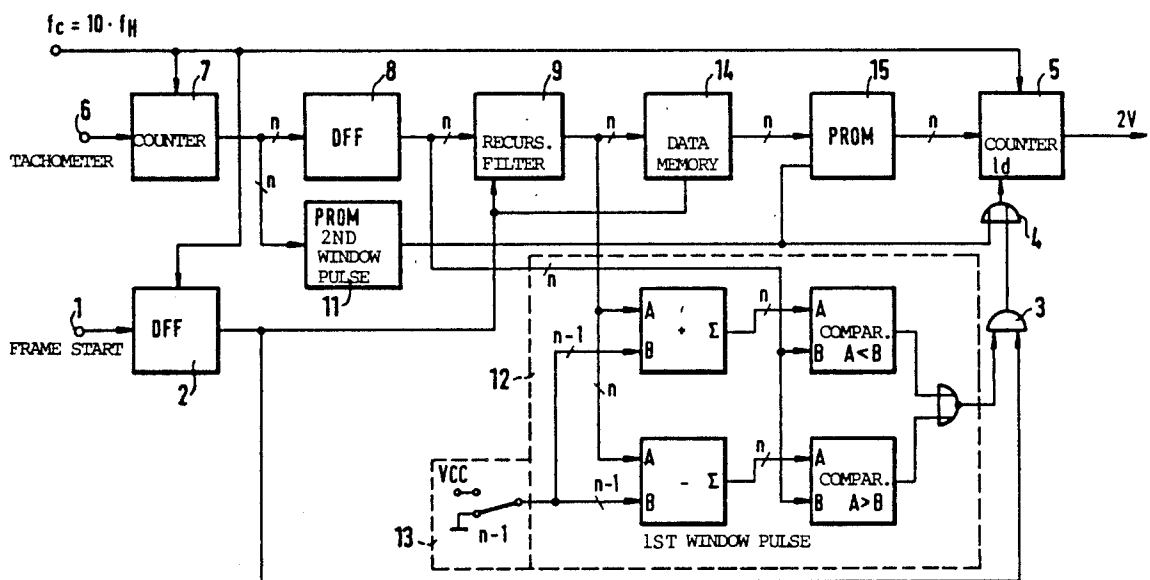 fc = 10 · fH
7
8
9
14
15
5
6
TACHOMETER
COUNTER
n
DFF
n
RECURS.
FILTER
n
DATA
MEMORY
n
PROM
n
COUNTER
ld
2V
n
PROM
2ND
WINDOW
PULSE
11
4
1
FRAME START
DFF
2
n
12
n-1
A
B
+
Σ
n
A
B
COMPAR.
A<B
3
n
13
VCC
n-1
n-1
A
B
-
Σ
n
A
B
COMPAR.
A>B
1ST WINDOW PULSE